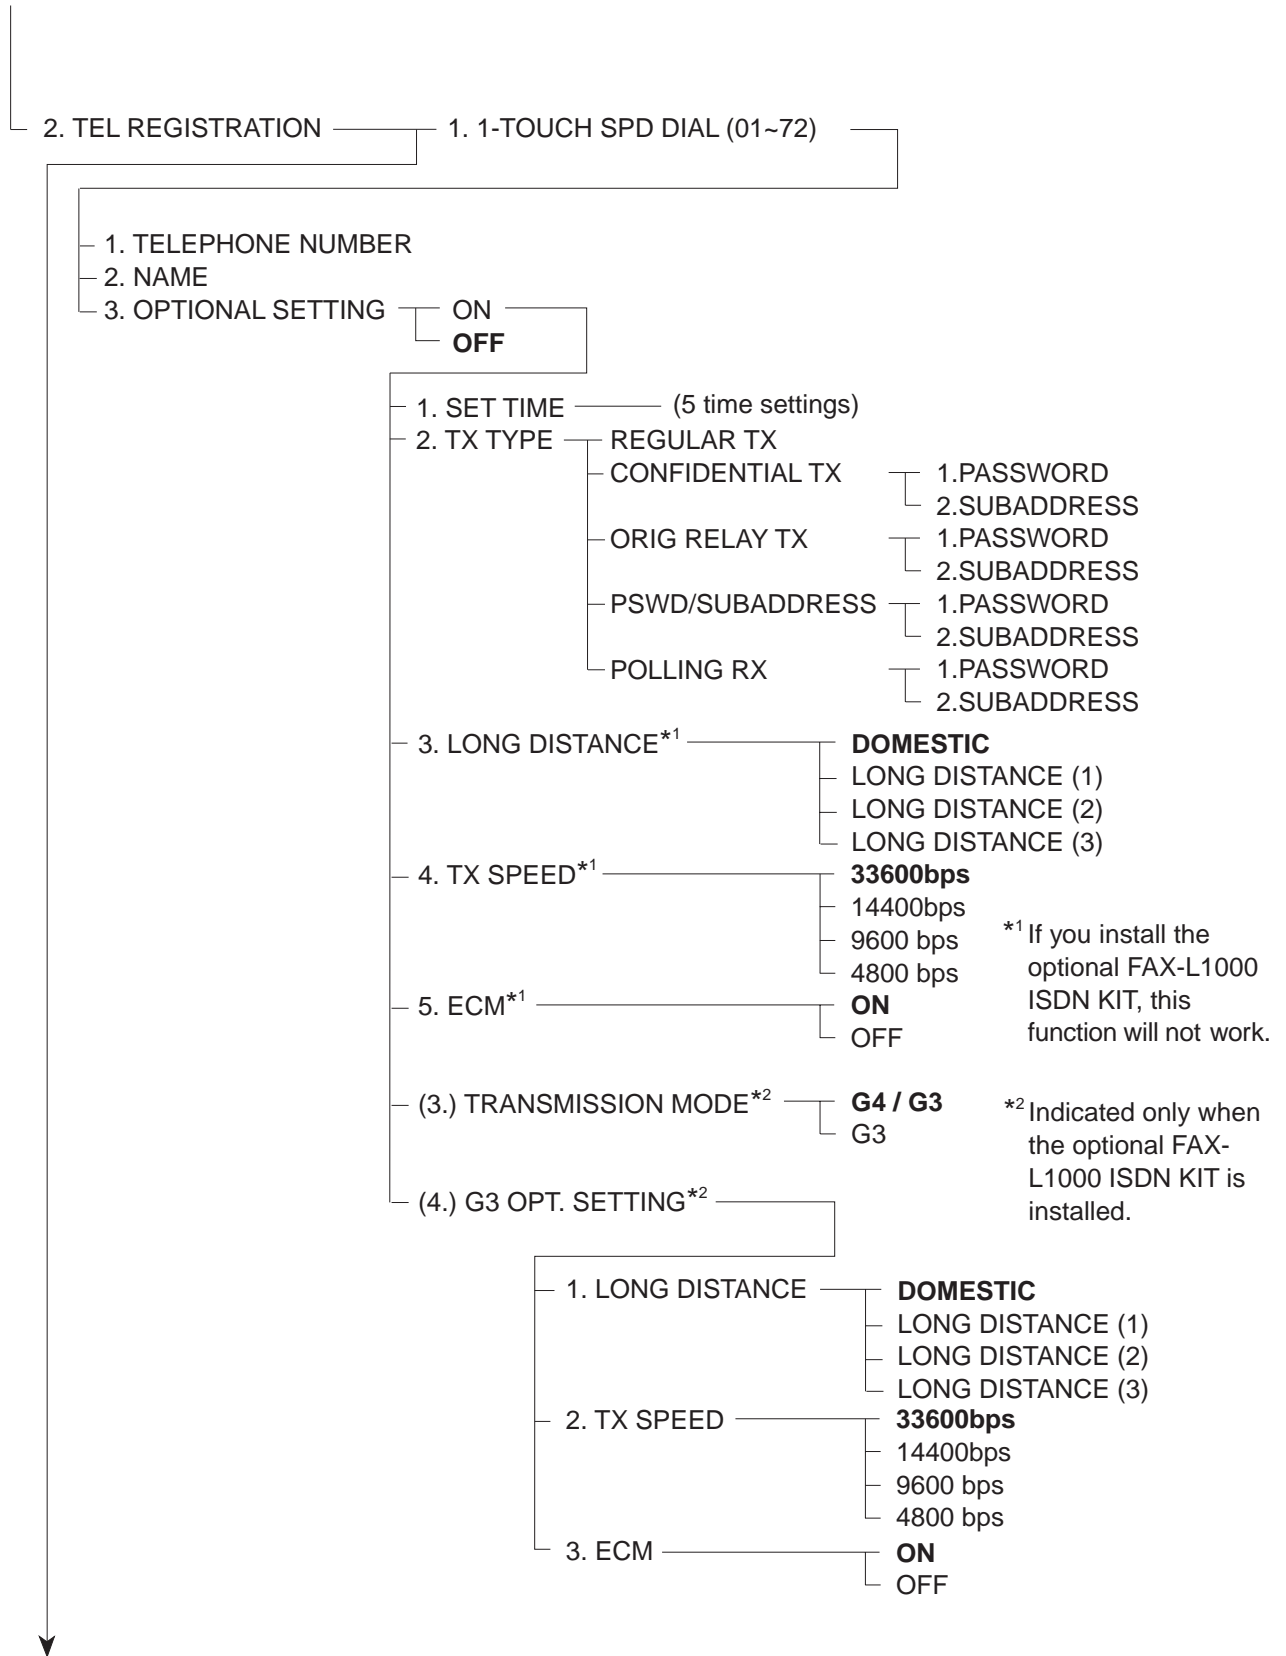 2. TEL REGISTRATION 1. 1-TOUCH SPD DIAL (01~72)
1. TELEPHONE NUMBER
2. NAME
3. OPTIONAL SETTING ON
OFF
1. SET TIME (5 time settings)
2. TX TYPE REGULAR TX
CONFIDENTIAL TX 1.PASSWORD
2.SUBADDRESS
ORIG RELAY TX 1.PASSWORD
2.SUBADDRESS
PSWD/SUBADDRESS 1.PASSWORD
2.SUBADDRESS
POLLING RX 1.PASSWORD
2.SUBADDRESS
3. LONG DISTANCE*1 DOMESTIC
LONG DISTANCE (1)
LONG DISTANCE (2)
LONG DISTANCE (3)
4. TX SPEED*1 33600bps
14400bps
9600 bps
4800 bps
5. ECM*1 ON
OFF
*1 If you install the
optional FAX-L1000
ISDN KIT, this
function will not work.
(3.) TRANSMISSION MODE*2 G4 / G3
G3
*2 Indicated only when
the optional FAX-
L1000 ISDN KIT is
installed.
(4.) G3 OPT. SETTING*2
1. LONG DISTANCE DOMESTIC
LONG DISTANCE (1)
LONG DISTANCE (2)
LONG DISTANCE (3)
2. TX SPEED 33600bps
14400bps
9600 bps
4800 bps
3. ECM ON
OFF